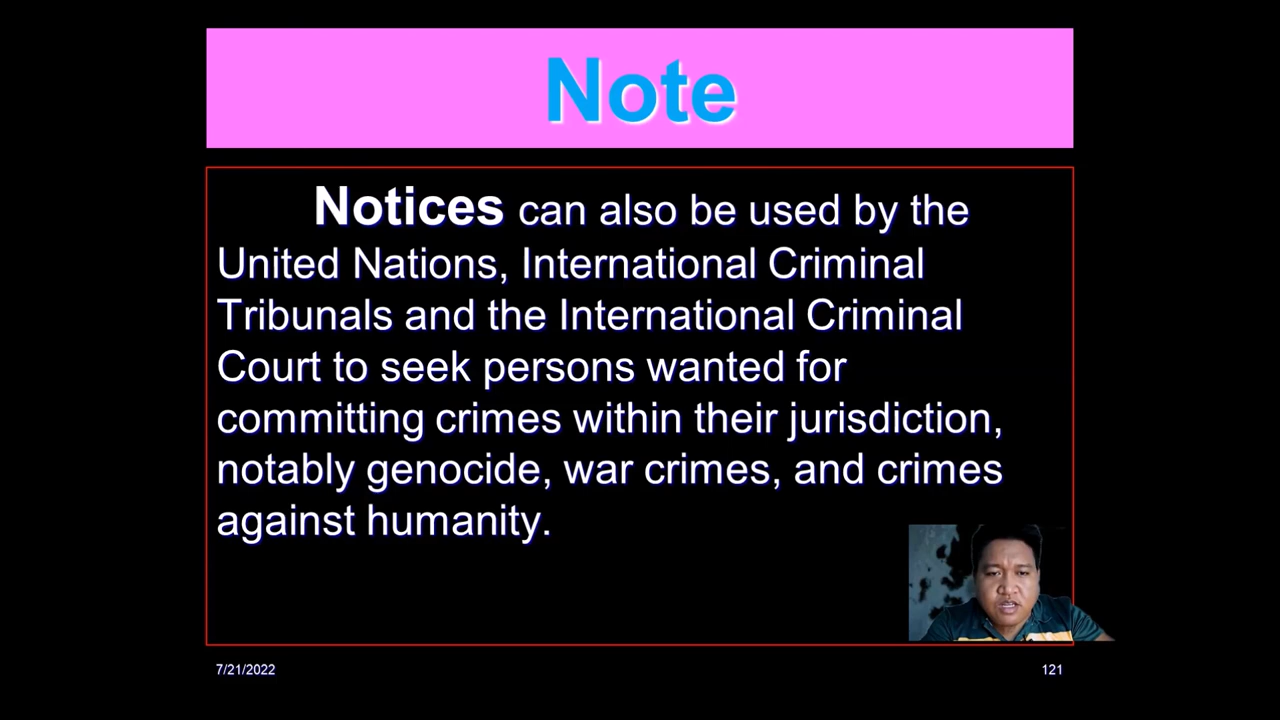 Note
Notices can also be used by the
United Nations, International Criminal
Tribunals and the International Criminal
Court to seek persons wanted for
committing crimes within their jurisdiction,
notably genocide, war crimes, and crimes
against humanity.
7/21/2022
121